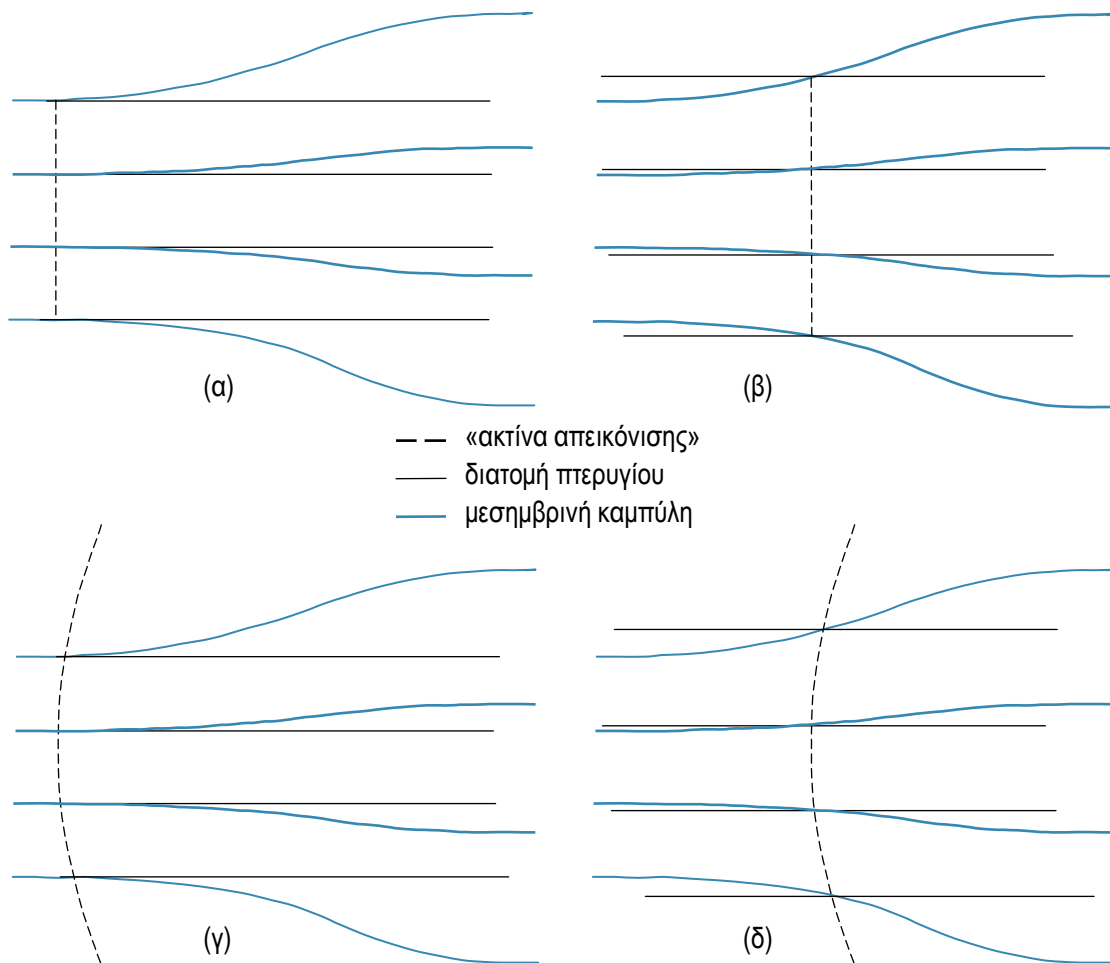 (α)
(β)
«ακτίνα απεικόνισης»
διατομή πτερυγίου
μεσημβρινή καμπύλη
(γ)
(δ)